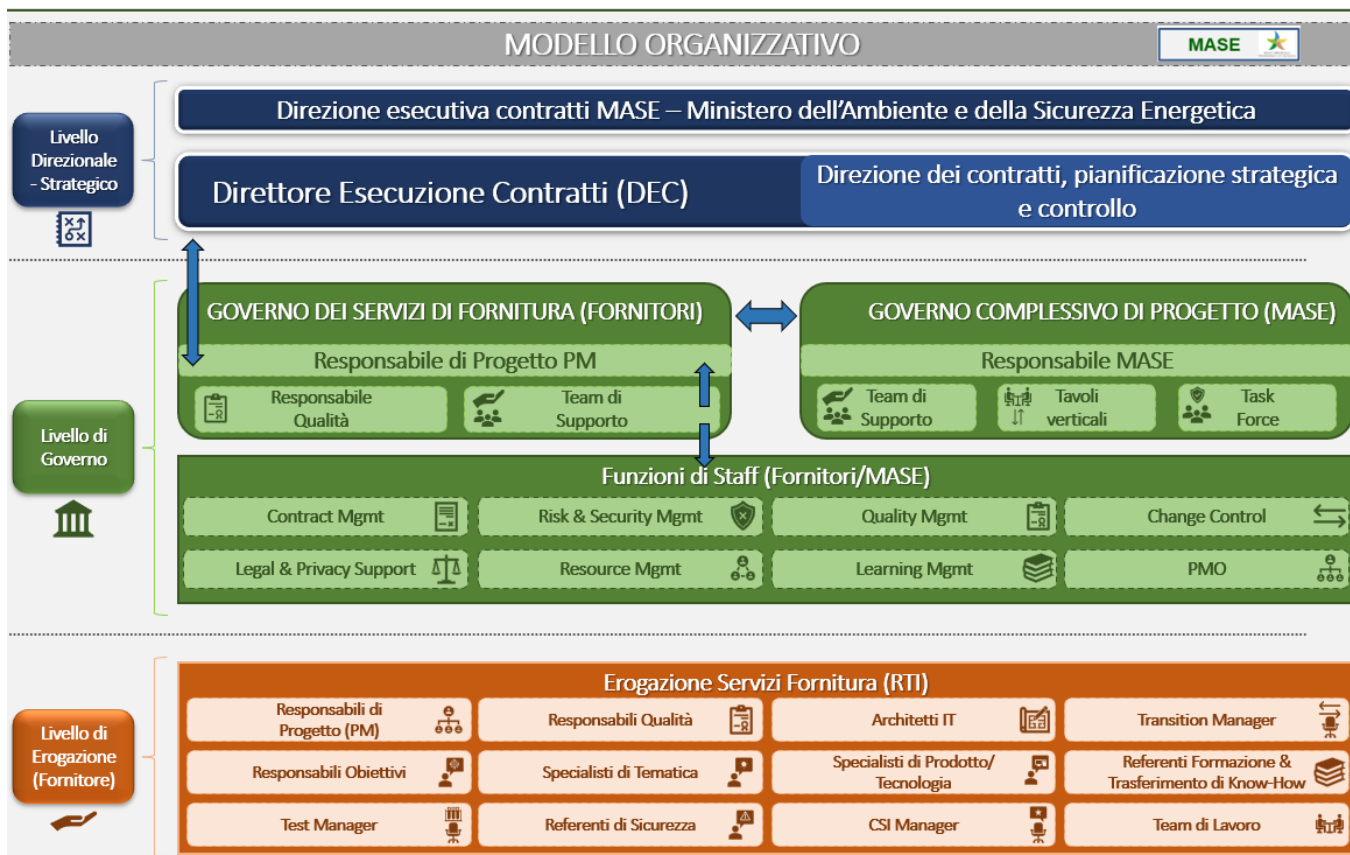 MODELLO ORGANIZZATIVO
MASE
Livello
Direzionale
- Strategico
Direzione esecutiva contratti MASE – Ministero dell'Ambiente e della Sicurezza Energetica
Direttore Esecuzione Contratti (DEC)
Direzione dei contratti, pianificazione strategica
e controllo
Livello di
Governo
GOVERNO DEI SERVIZI DI FORNITURA (FORNITORI)
Responsabile di Progetto PM
Responsabile
Qualità
Team di
Supporto
GOVERNO COMPLESSIVO DI PROGETTO (MASE)
Responsabile MASE
Team di
Supporto
Tavoli
verticali
Task
Force
Funzioni di Staff (Fornitori/MASE)
Contract Mgmt
Risk & Security Mgmt
Quality Mgmt
Change Control
Legal & Privacy Support
Resource Mgmt
Learning Mgmt
PMO
Livello di
Erogazione
(Fornitore)
Erogazione Servizi Fornitura (RTI)
Responsabili di
Progetto (PM)
Responsabili Qualità
Architetti IT
Transition Manager
Responsabili Obiettivi
Specialisti di Tematica
Specialisti di Prodotto/
Tecnologia
Referenti Formazione &
Trasferimento di Know-How
Test Manager
Referenti di Sicurezza
CSI Manager
Team di Lavoro